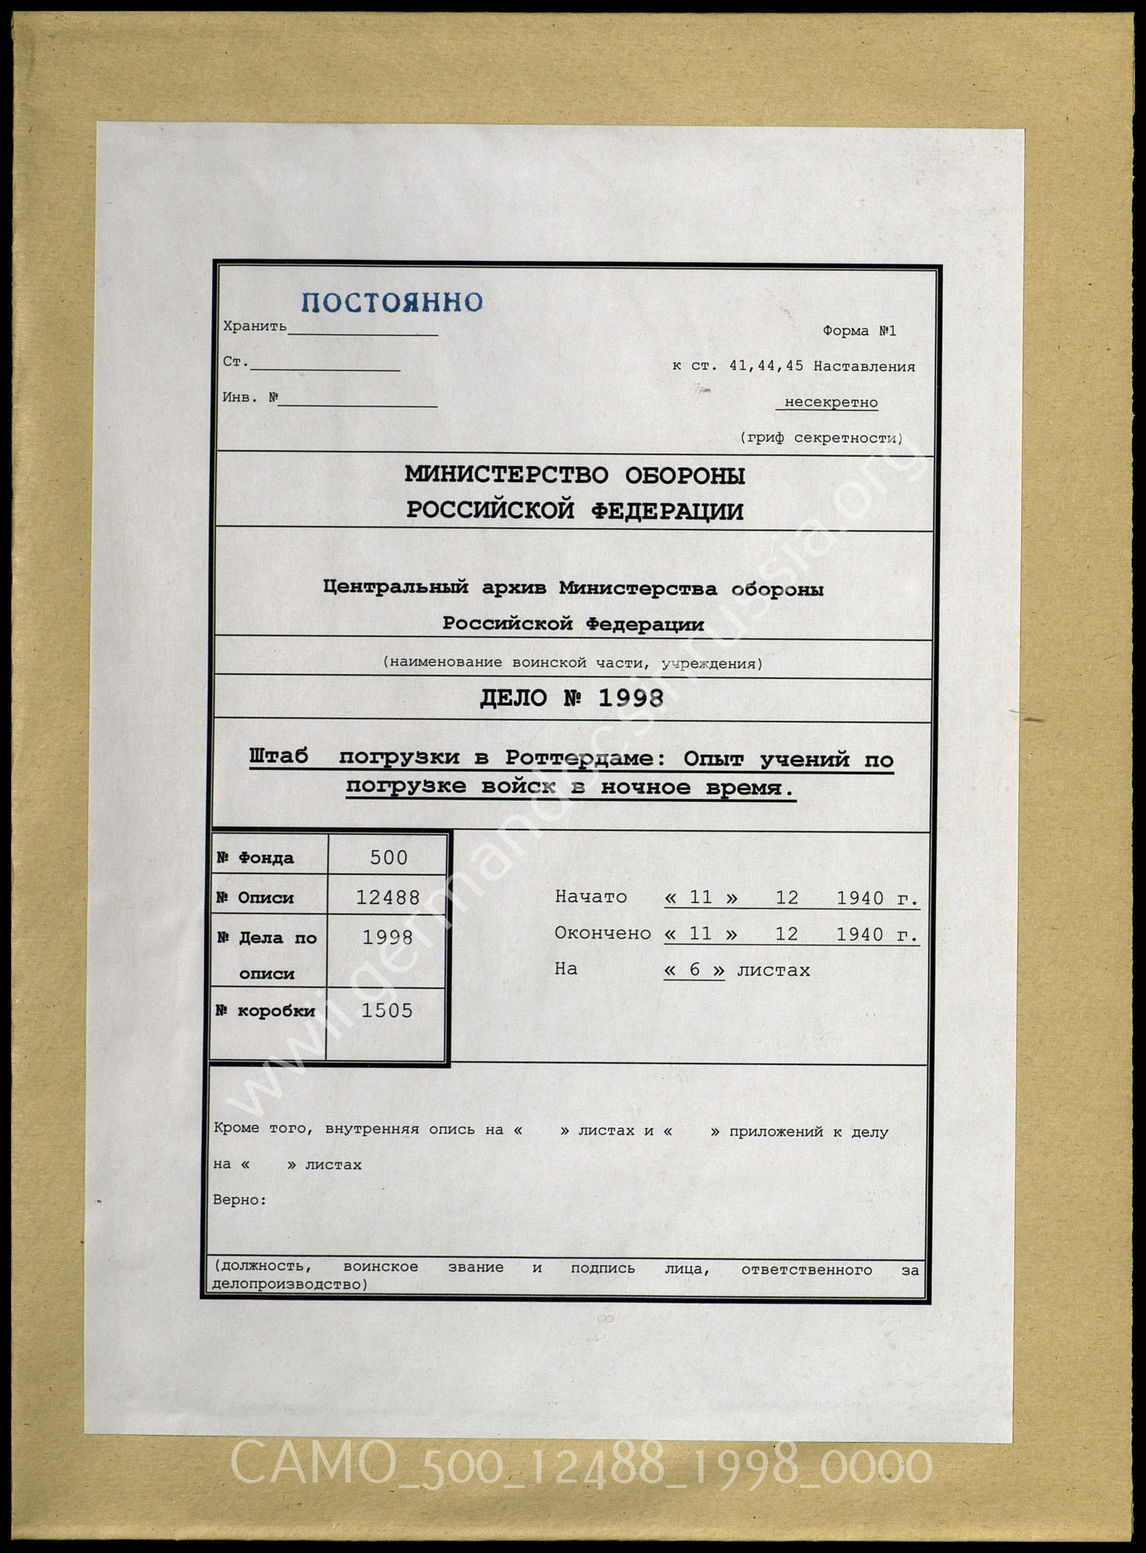 ПОСТОЯННО
Хранить
Форма №1
Ст.
к ст. 41,44,45 Наставления
Инв. №
несекретно
(гриф секретности)
МИНИСТЕРСТВО ОБОРОНЫ
РОССИЙСКОЙ ФЕДЕРАЦИИ
Центральный архив Министерства обороны
Российской Федерации
(наименование воинской части, учреждения)
ДЕЛО № 1998
Штаб погрузки в Роттердаме: Опыт учений по
погрузке войск в ночное время.
№ Фонда 500
№ Описи 12488
№ Дела по 1998
описи
№ коробки 1505
Начато « 11 » 12 1940 г.
Окончено « 11 » 12 1940 г.
На « 6 » листах
Кроме того, внутренняя опись на « » листах и « » приложений к делу
на « » листах
Верно:
(должность, воинское звание и подпись лица, ответственного за
делопроизводство)
www.germandocsinrussia.org
CAMO_500_12488_1998_0000